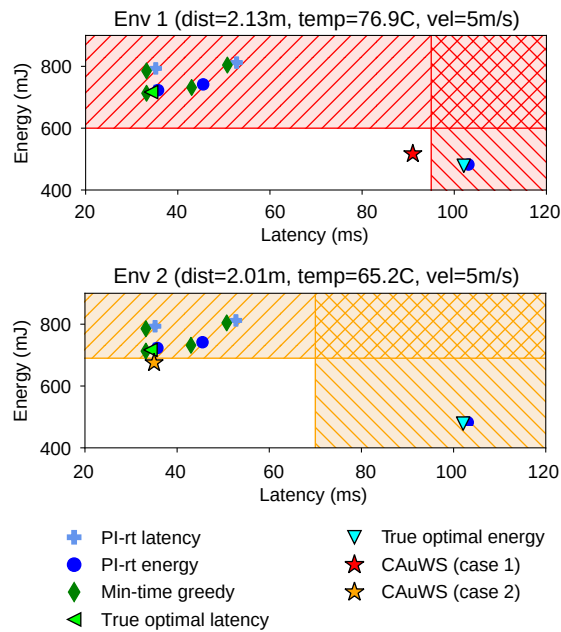 Env 1 (dist=2.13m, temp=76.9C, vel=5m/s)
Energy (mJ)
800
600
400
20 40 60 80 100 120
Latency (ms)
Env 2 (dist=2.01m, temp=65.2C, vel=5m/s)
Energy (mJ)
800
600
400
20 40 60 80 100 120
Latency (ms)
PI-rt latency
PI-rt energy
Min-time greedy
True optimal latency
True optimal energy
CAuWS (case 1)
CAuWS (case 2)